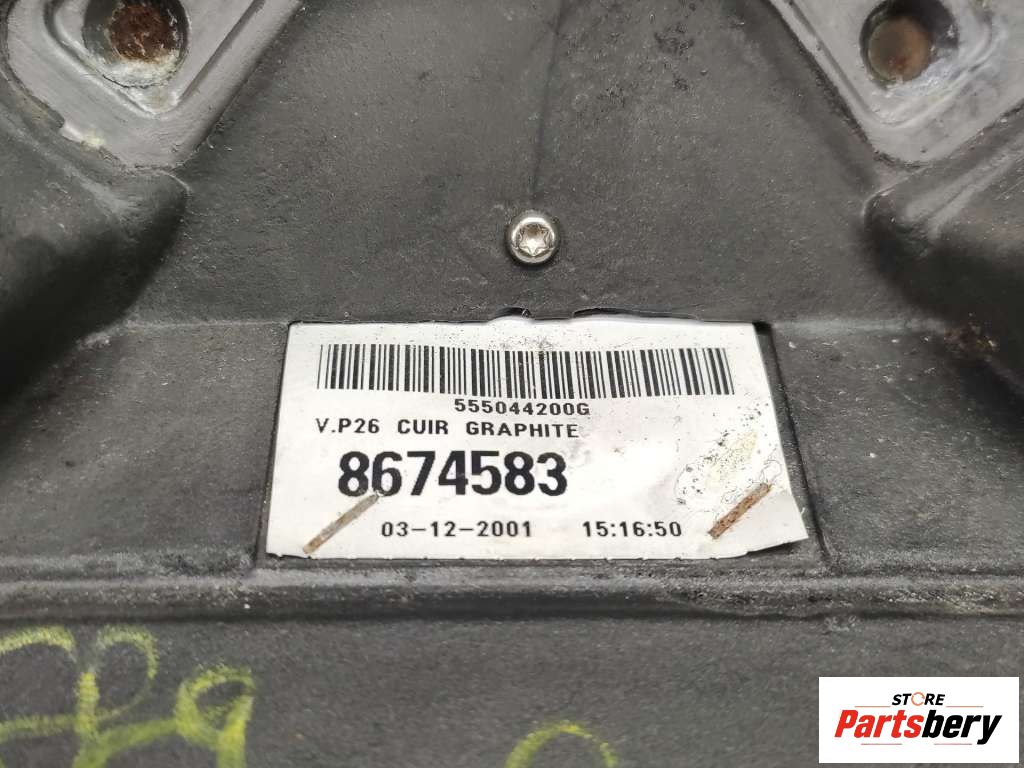 555044200G
V.P26 CUIR GRAPHITE
8674583
03-12-2001 15:16:50
STORE
Partsbery